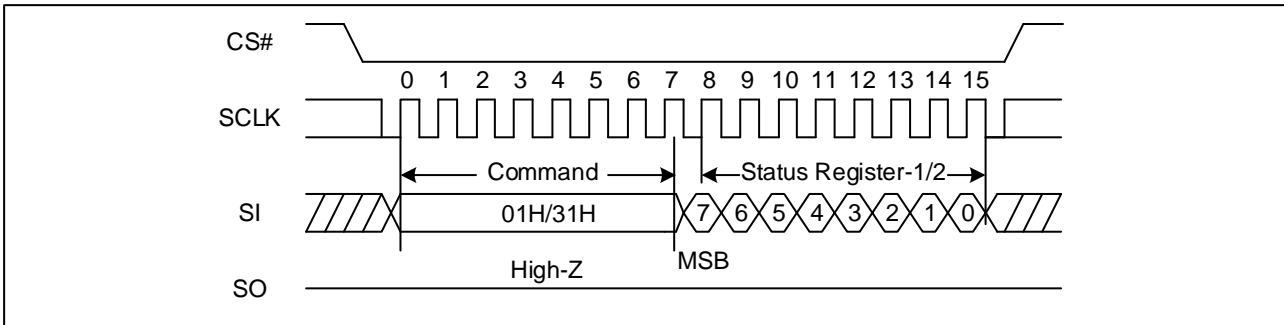 CS#
0 1 2 3 4 5 6 7 8 9 10 11 12 13 14 15
SCLK
Command Status Register-1/2
SI 01H/31H 7 6 5 4 3 2 1 0
High-Z MSB
SO